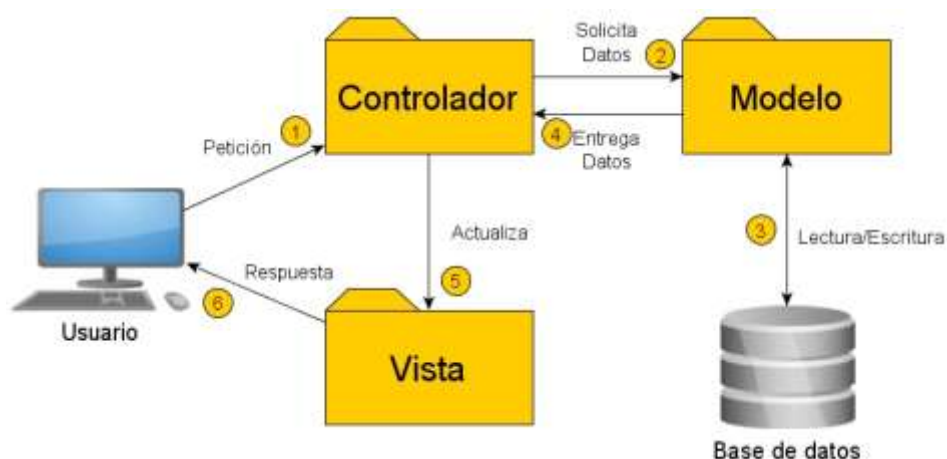 Solicita
Datos
2
Controlador
Modelo
1
Petición
4
Entrega
Datos
Actualiza
3
Lectura/Escritura
Respuesta
5
6
Usuario
Vista
Base de datos